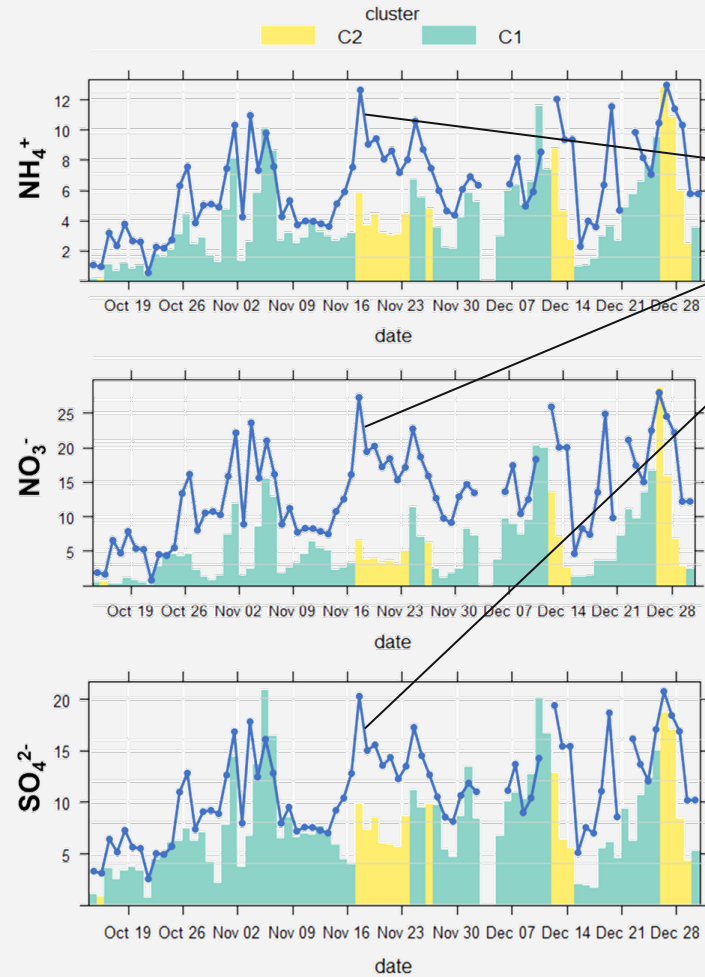 cluster
C2 C1
NH₄⁺
12
10
8
6
4
2
Oct 19 Oct 26 Nov 02 Nov 09 Nov 16 Nov 23 Nov 30 Dec 07 Dec 14 Dec 21 Dec 28
date
NO₃⁻
25
20
15
10
5
Oct 19 Oct 26 Nov 02 Nov 09 Nov 16 Nov 23 Nov 30 Dec 07 Dec 14 Dec 21 Dec 28
date
SO₄²⁻
20
15
10
5
Oct 19 Oct 26 Nov 02 Nov 09 Nov 16 Nov 23 Nov 30 Dec 07 Dec 14 Dec 21 Dec 28
date